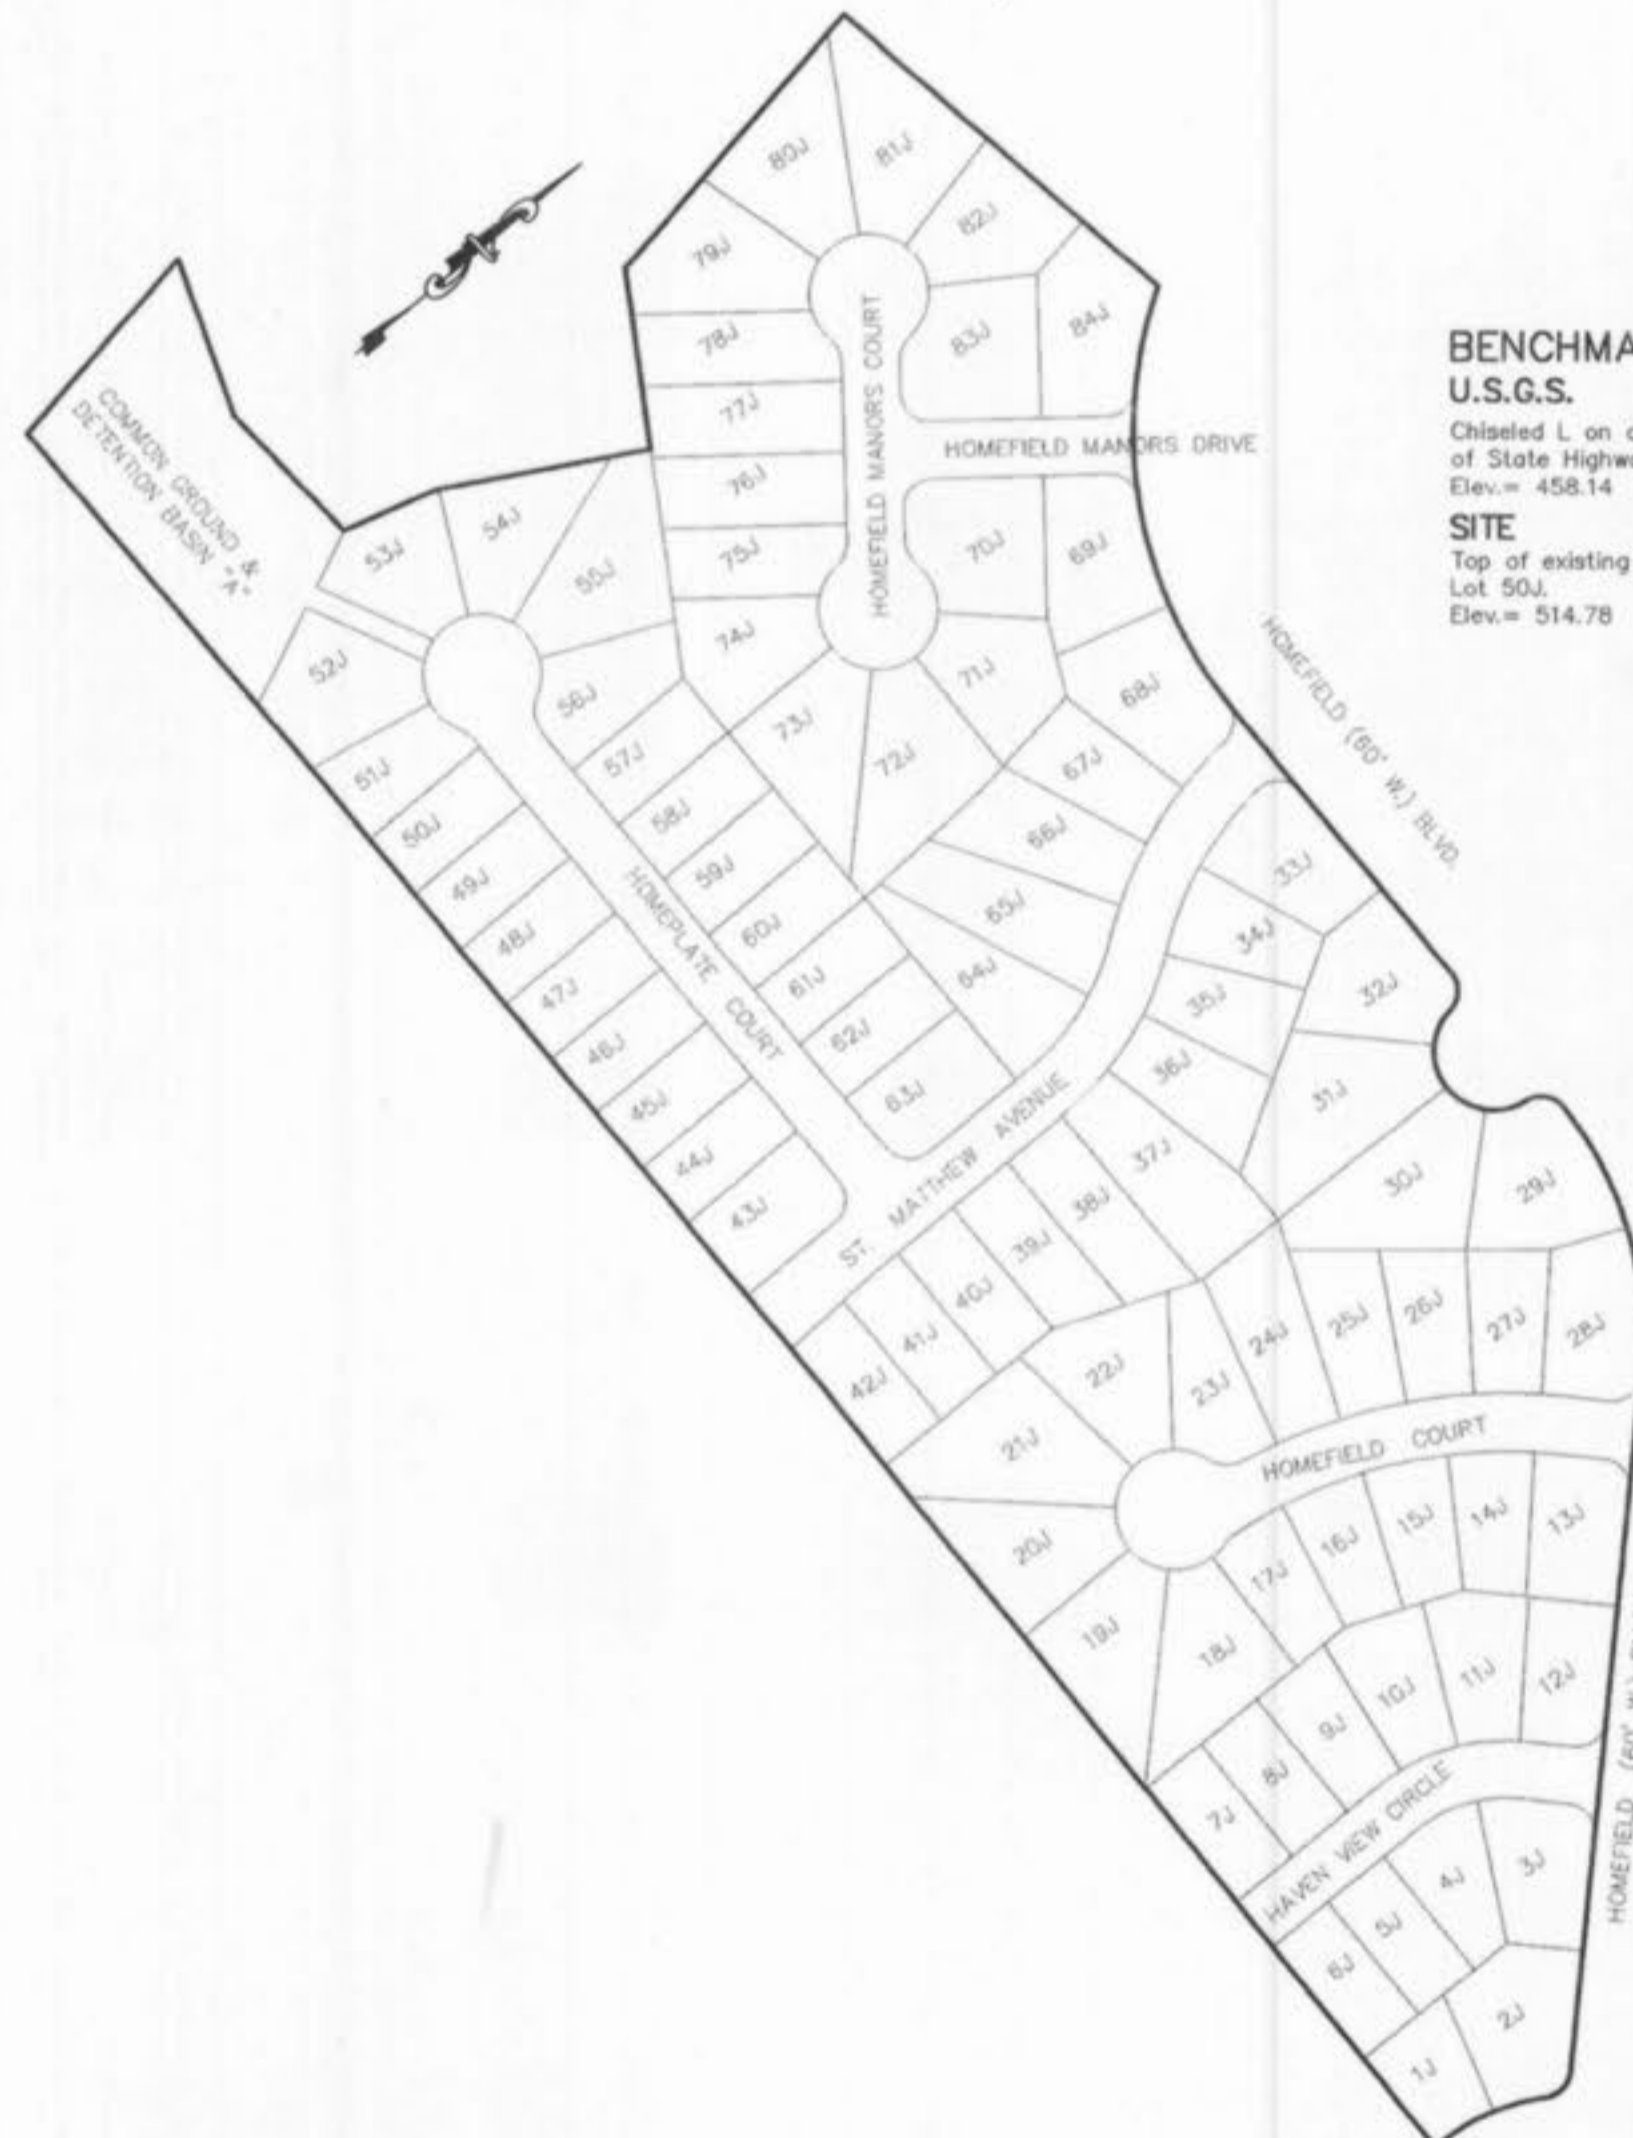 80J
81J
82J
79J
83J
84J
78J
77J
76J
75J
74J
HOMEFIELD MANORS COURT
HOMEFIELD MANORS DRIVE
BENCHMA
U.S.G.S.
Chiseled L on
of State Highw
Elev.= 458.14
SITE
Top of existing
Lot 50J.
Elev.= 514.78
COMMON GROUND &
DETENTION BASIN "A"
53J
54J
55J
70J
69J
52J
56J
71J
68J
HOMEFIELD (60' W.) BLVD.
51J
57J
73J
72J
67J
50J
58J
66J
49J
59J
65J
33J
48J
60J
64J
34J
47J
61J
35J
32J
46J
62J
36J
31J
45J
63J
HOMEPLATE COURT
ST. MATTHEW AVENUE
44J
37J
30J
29J
43J
38J
39J
40J
41J
42J
24J
25J
26J
27J
28J
22J
23J
21J
HOMEFIELD COURT
20J
17J
16J
15J
14J
13J
19J
18J
10J
11J
12J
9J
8J
7J
HAVEN VIEW CIRCLE
HOMEFIELD (60' W.)
6J
5J
4J
3J
2J
1J